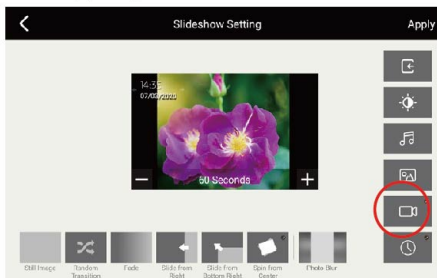 Slideshow Setting
Apply
14:35
07/02/2020
60 Seconds
Still Image
Random
Transition
Fade
Slide from
Right
Slide from
Bottom Right
Spin from
Center
Photo Blur